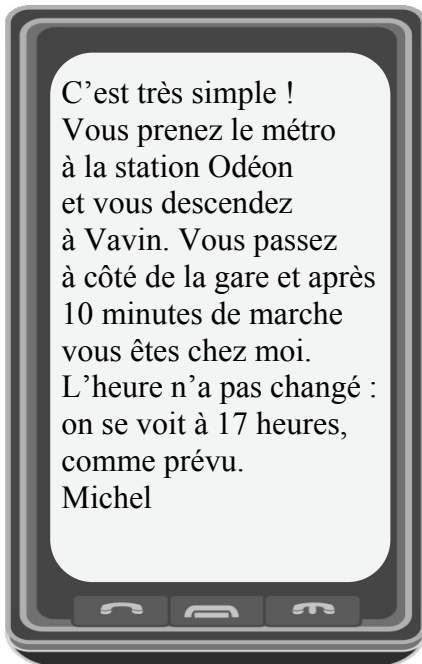 C’est très simple !
Vous prenez le métro
à la station Odéon
et vous descendez
à Vavin. Vous passez
à côté de la gare et après
10 minutes de marche
vous êtes chez moi.
L’heure n’a pas changé :
on se voit à 17 heures,
comme prévu.
Michel